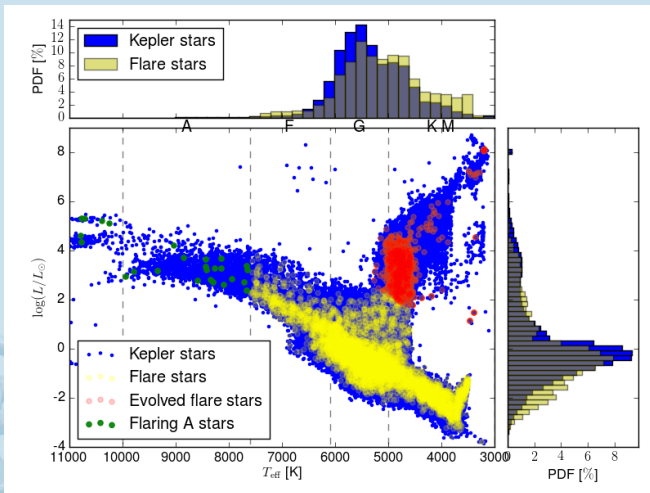 14
12
10
8
6
4
2
0
PDF [%]
Kepler stars
Flare stars
A
F
G
K M
8
6
4
2
0
-2
-4
log(L/L⊙)
Kepler stars
Flare stars
Evolved flare stars
Flaring A stars
11000 10000 9000 8000 7000 6000 5000 4000 3000
T_eff [K]
0 2 4 6 8
PDF [%]